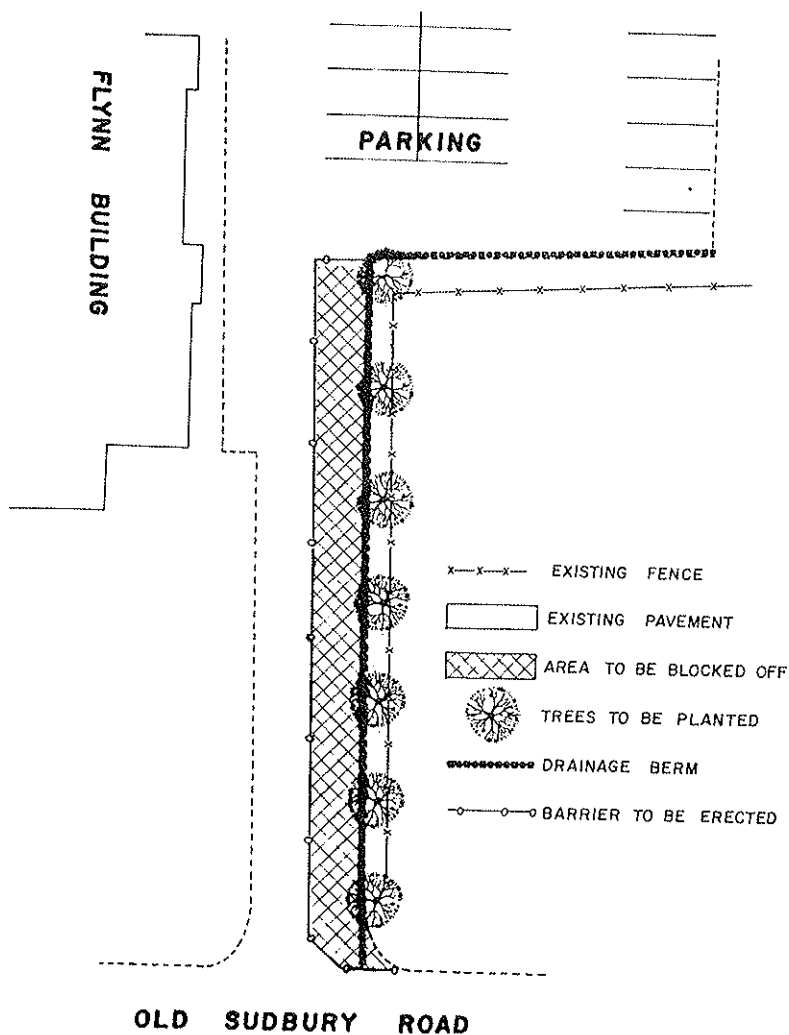 FLYNN BUILDING
PARKING
EXISTING FENCE
EXISTING PAVEMENT
AREA TO BE BLOCKED OFF
TREES TO BE PLANTED
DRAINAGE BERM
BARRIER TO BE ERECTED
OLD SUDBURY ROAD